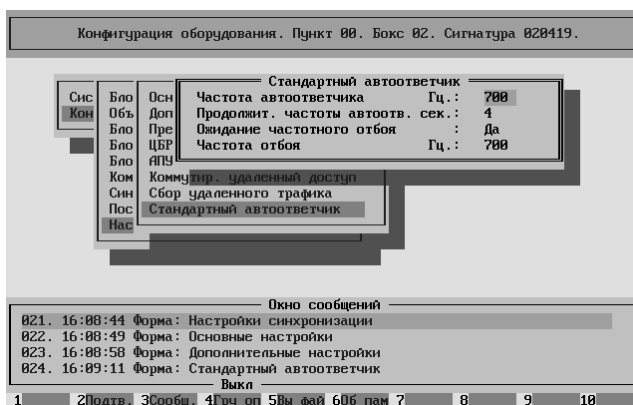 Конфигурация оборудования. Пункт 00. Бокс 02. Сигнатура 020419.
Стандартный автоответчик
Сис Бло Осн Частота автоответчика Гц.: 700
Кон Объ Доп Продолжит. частоты автоотв. сек.: 4
Бло Пре Ожидание частотного отбоя : Да
Бло ЦБР Частота отбоя Гц.: 700
Бло АПУ
Ком Коммутир. удаленный доступ
Син Сбор удаленного трафика
Пос Стандартный автоответчик
Нас
Окно сообщений
021. 16:08:44 Форма: Настройки синхронизации
022. 16:08:49 Форма: Основные настройки
023. 16:08:58 Форма: Дополнительные настройки
024. 16:09:11 Форма: Стандартный автоответчик
Выкл
1 2Подтв. 3Сообщ. 4Гру оп 5Вы фай 6Об пам 7 8 9 10